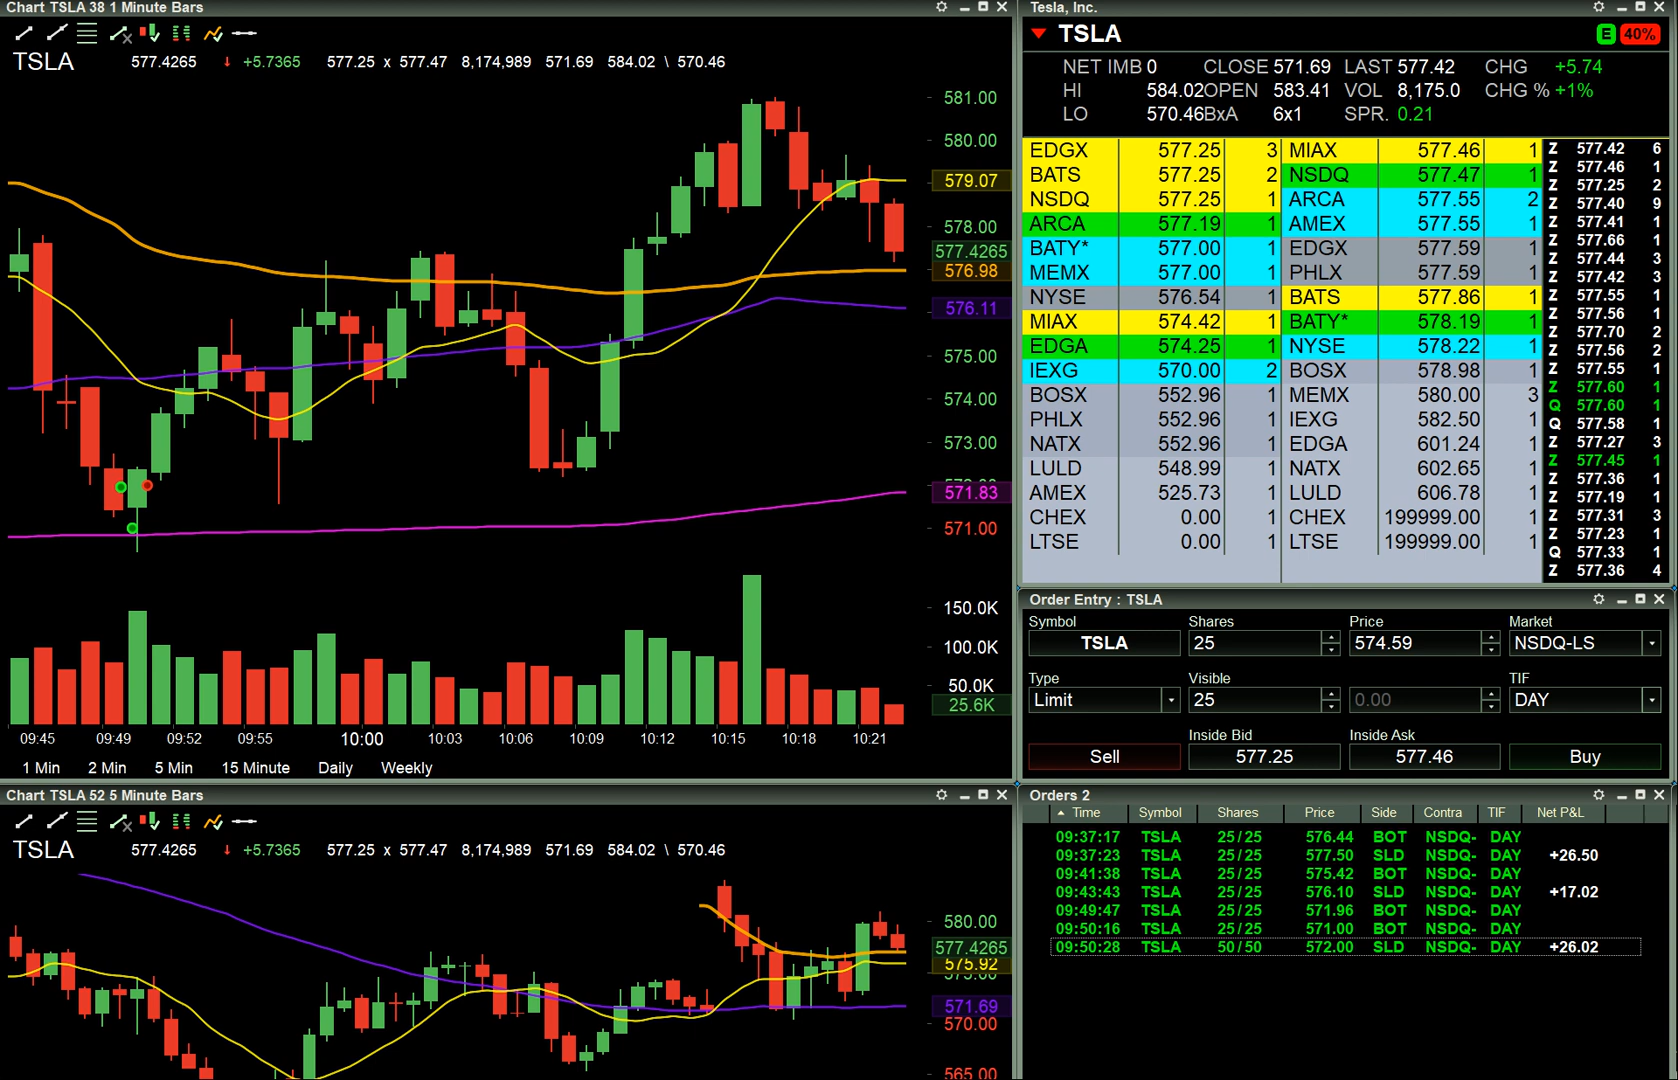 Chart TSLA 38 1 Minute Bars
TSLA 577.4265 +5.7365 577.25 x 577.47 8,174,989 571.69 584.02 \ 570.46
581.00
580.00
579.07
578.00
577.4265
576.98
576.11
575.00
574.00
573.00
571.83
571.00
150.0K
100.0K
50.0K
25.6K
09:45 09:49 09:52 09:55 10:00 10:03 10:06 10:09 10:12 10:15 10:18 10:21
1 Min 2 Min 5 Min 15 Minute Daily Weekly
Chart TSLA 52 5 Minute Bars
TSLA 577.4265 +5.7365 577.25 x 577.47 8,174,989 571.69 584.02 \ 570.46
580.00
577.4265
575.92
571.69
570.00
565.00
Tesla, Inc.
TSLA E 40%
NET IMB 0 CLOSE 571.69 LAST 577.42 CHG +5.74
HI 584.02 OPEN 583.41 VOL 8,175.0 CHG % +1%
LO 570.46 BxA 6x1 SPR. 0.21
EDGX 577.25 3 MIAX 577.46 1
BATS 577.25 2 NSDQ 577.47 1
NSDQ 577.25 1 ARCA 577.55 2
ARCA 577.19 1 AMEX 577.55 1
BATY* 577.00 1 EDGX 577.59 1
MEMX 577.00 1 PHLX 577.59 1
NYSE 576.54 1 BATS 577.86 1
MIAX 574.42 1 BATY* 578.19 1
EDGA 574.25 1 NYSE 578.22 1
IEXG 570.00 2 BOSX 578.98 1
BOSX 552.96 1 MEMX 580.00 3
PHLX 552.96 1 IEXG 582.50 1
NATX 552.96 1 EDGA 601.24 1
LULD 548.99 1 NATX 602.65 1
AMEX 525.73 1 LULD 606.78 1
CHEX 0.00 1 CHEX 199999.00 1
LTSE 0.00 1 LTSE 199999.00 1
Z 577.42 6
Z 577.46 1
Z 577.25 2
Z 577.40 9
Z 577.41 1
Z 577.66 1
Z 577.44 3
Z 577.42 3
Z 577.55 1
Z 577.56 1
Z 577.70 2
Z 577.56 2
Z 577.55 1
Z 577.60 1
Q 577.60 1
Q 577.58 1
Z 577.27 3
Z 577.45 1
Z 577.36 1
Z 577.19 1
Z 577.31 3
Z 577.23 1
Q 577.33 1
Z 577.36 4
Order Entry : TSLA
Symbol Shares Price Market
TSLA 25 574.59 NSDQ-LS
Type Visible TIF
Limit 25 0.00 DAY
Inside Bid Inside Ask
Sell 577.25 577.46 Buy
Orders 2
Time Symbol Shares Price Side Contra TIF Net P&L
09:37:17 TSLA 25/25 576.44 BOT NSDQ- DAY
09:37:23 TSLA 25/25 577.50 SLD NSDQ- DAY +26.50
09:41:38 TSLA 25/25 575.42 BOT NSDQ- DAY
09:43:43 TSLA 25/25 576.10 SLD NSDQ- DAY +17.02
09:49:47 TSLA 25/25 571.96 BOT NSDQ- DAY
09:50:16 TSLA 25/25 571.00 BOT NSDQ- DAY
09:50:28 TSLA 50/50 572.00 SLD NSDQ- DAY +26.02